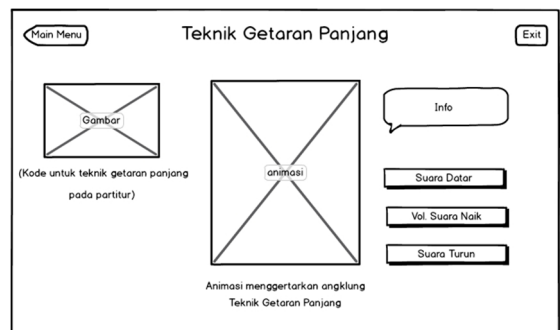 Main Menu
Teknik Getaran Panjang
Exit
Gambar
(Kode untuk teknik getaran panjang
pada partitur)
animasi
Animasi menggertarkan angklung
Teknik Getaran Panjang
Info
Suara Datar
Vol. Suara Naik
Suara Turun